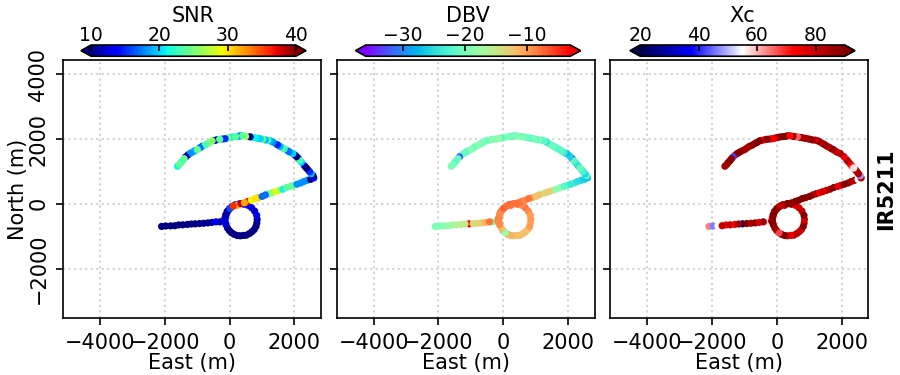 SNR DBV Xc
10 20 30 40 −30 −20 −10 20 40 60 80
4000
2000
0
−2000
North (m)
IR5211
−4000 −2000 0 2000 −4000 −2000 0 2000 −4000 −2000 0 2000
East (m) East (m) East (m)